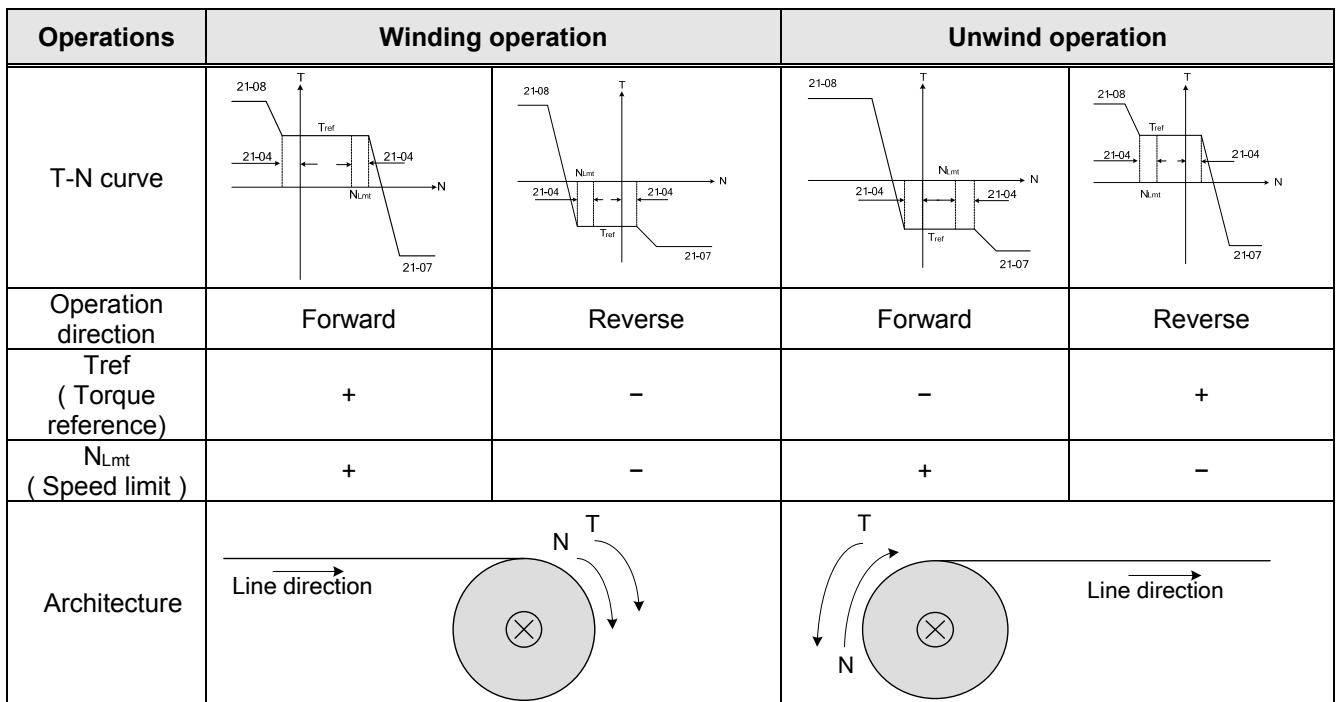 Operations
Winding operation
Unwind operation
T-N curve
T
21-08
Tref
21-04
21-04
N
NLmt
21-07
21-08
T
NLmt
N
21-04
21-04
Tref
21-07
21-08
T
NLmt
N
21-04
21-04
Tref
21-07
T
21-08
Tref
21-04
21-04
N
NLmt
21-07
Operation
direction
Forward
Reverse
Forward
Reverse
Tref
( Torque
reference)
+
−
−
+
NLmt
( Speed limit )
+
−
+
−
Architecture
Line direction
N
T
T
N
Line direction